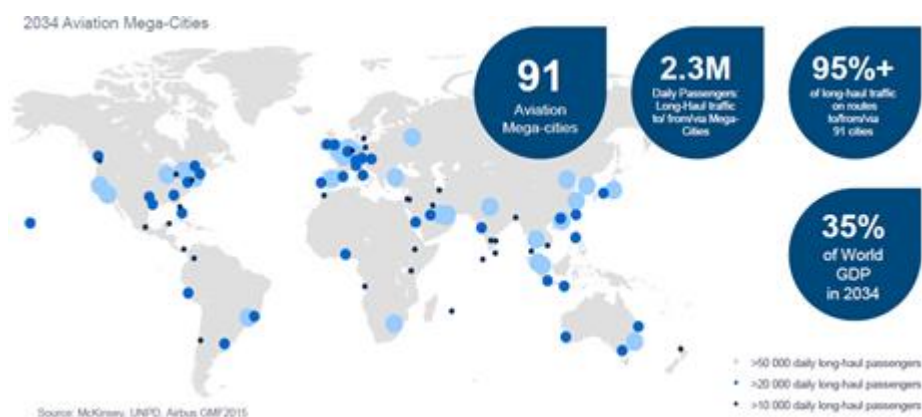 2034 Aviation Mega-Cities
91
Aviation
Mega-cities
2.3M
Daily Passengers:
Long-Haul traffic
to/ from/via Mega-
Cities
95%+
of long-haul traffic
on routes
to/from/via
91 cities
35%
of World
GDP
in 2034
>50 000 daily long-haul passengers
>20 000 daily long-haul passengers
>10 000 daily long-haul passengers
Source: McKinsey, UNPD, Airbus GMF2015